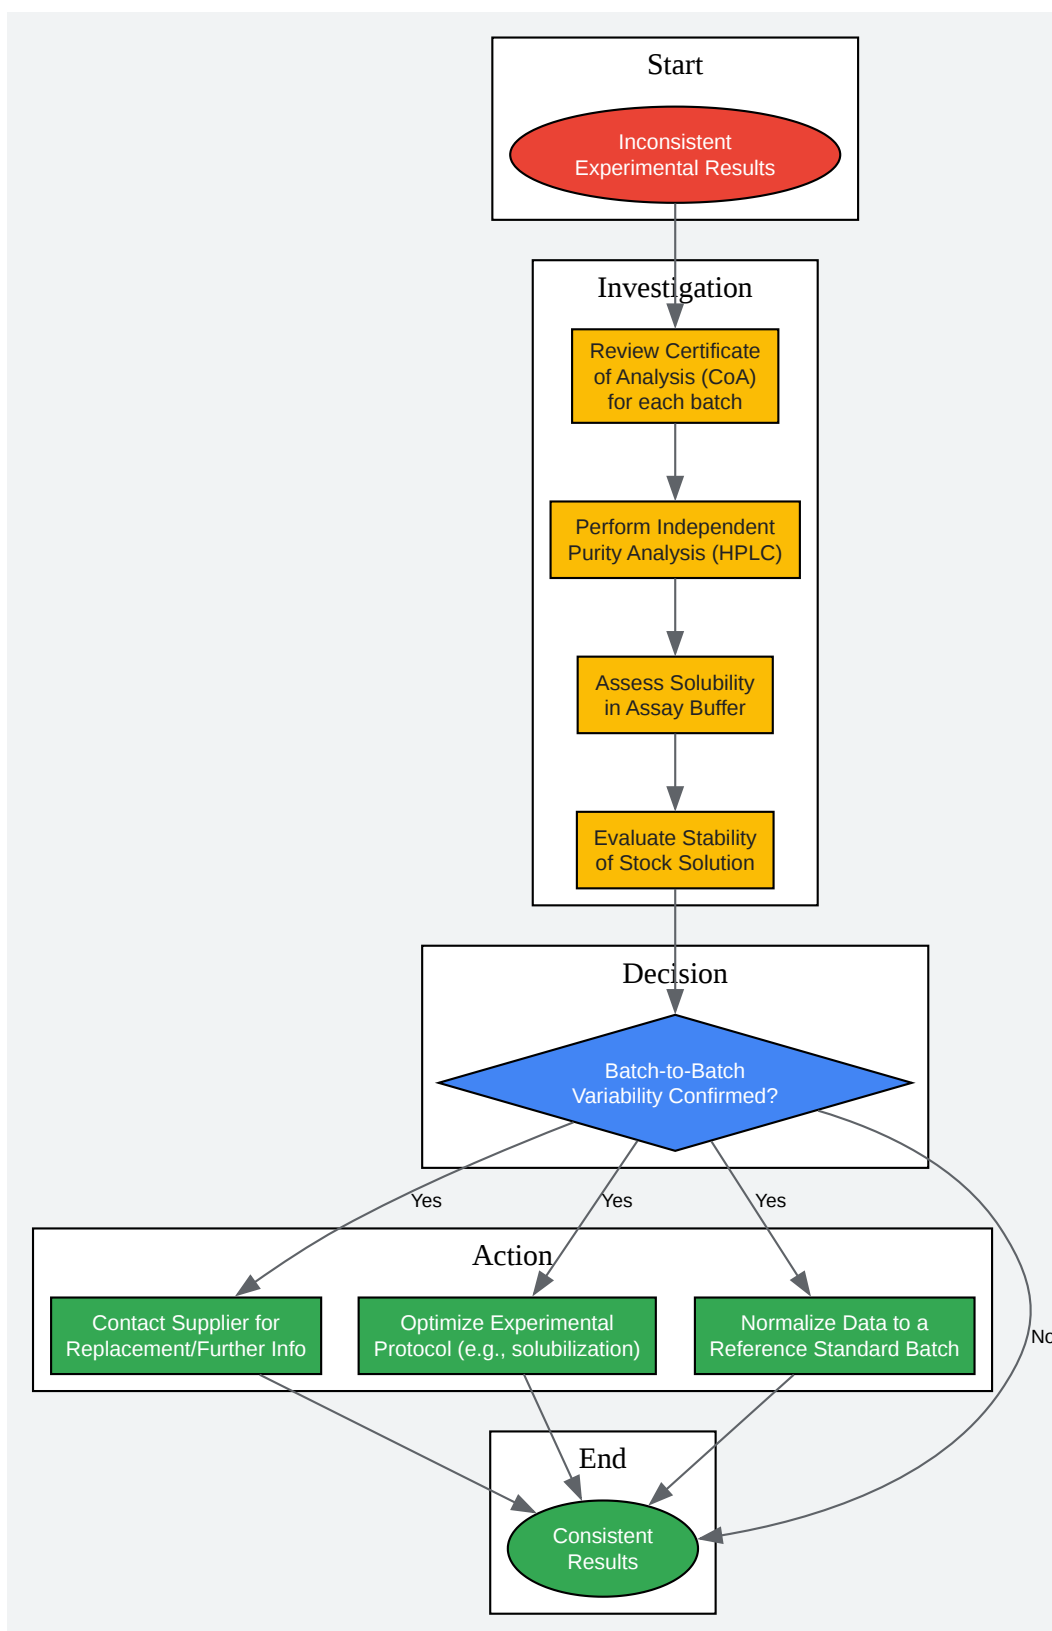 Start
Inconsistent
Experimental Results
Investigation
Review Certificate
of Analysis (CoA)
for each batch
Perform Independent
Purity Analysis (HPLC)
Assess Solubility
in Assay Buffer
Evaluate Stability
of Stock Solution
Decision
Batch-to-Batch
Variability Confirmed?
Yes
Yes
Yes
Action
Contact Supplier for
Replacement/Further Info
Optimize Experimental
Protocol (e.g., solubilization)
Normalize Data to a
Reference Standard Batch
No
End
Consistent
Results